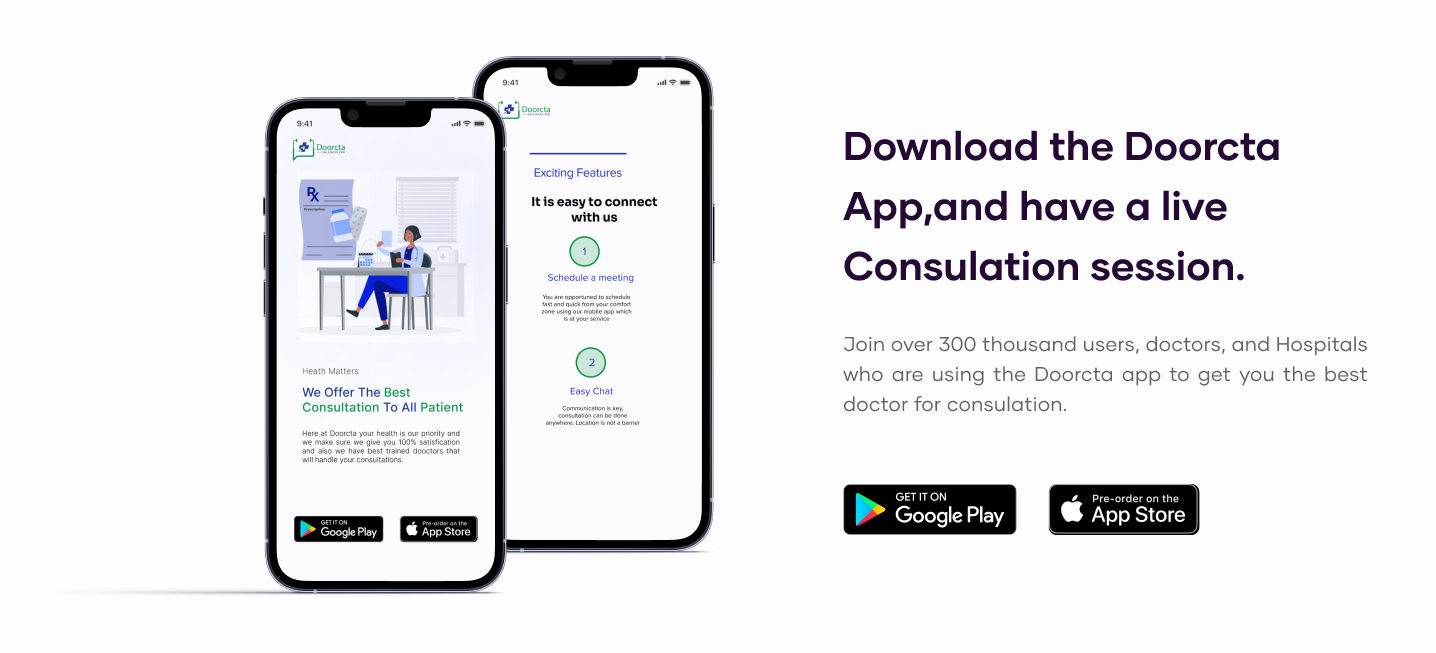 9:41
Doorcta
Heath Matters
We Offer The Best
Consultation To All Patient
Here at Doorcta your health is our priority and
we make sure we give you 100% satisfication
and also we have best trained dooctors that
will handle your consultations.
GET IT ON
Google Play
Pre-order on the
App Store
Rx
Prescription
9:41
Doorcta
Exciting Features
It is easy to connect
with us
1
Schedule a meeting
You are opportuned to schedule
fast and quick from your comfort
zone using our mobile app which
is at your service
2
Easy Chat
Communication is key,
consultation can be done
anywhere. Location is not a barrier
Download the Doorcta
App,and have a live
Consulation session.
Join over 300 thousand users, doctors, and Hospitals
who are using the Doorcta app to get you the best
doctor for consulation.
GET IT ON
Google Play
Pre-order on the
App Store